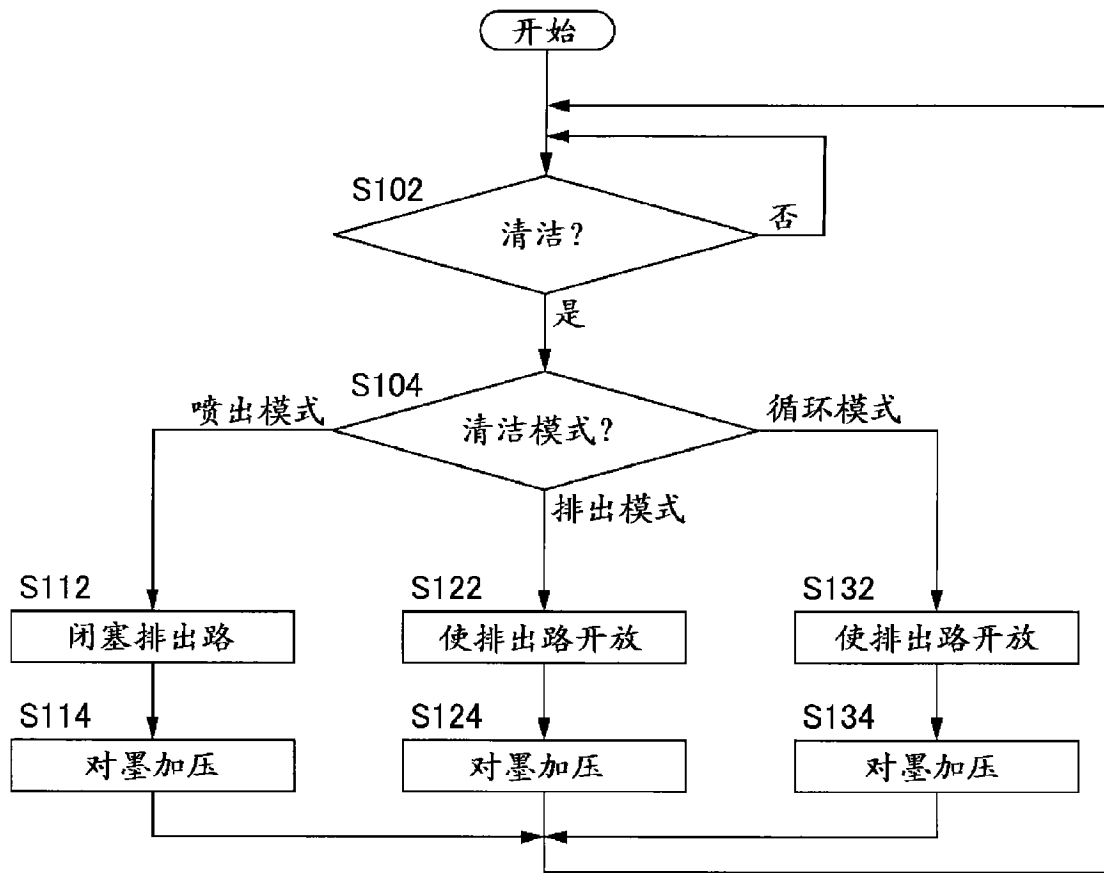 开始
S102
清洁?
否
是
S104
喷出模式
清洁模式?
循环模式
排出模式
S112
S122
S132
闭塞排出路
使排出路开放
使排出路开放
S114
S124
S134
对墨加压
对墨加压
对墨加压